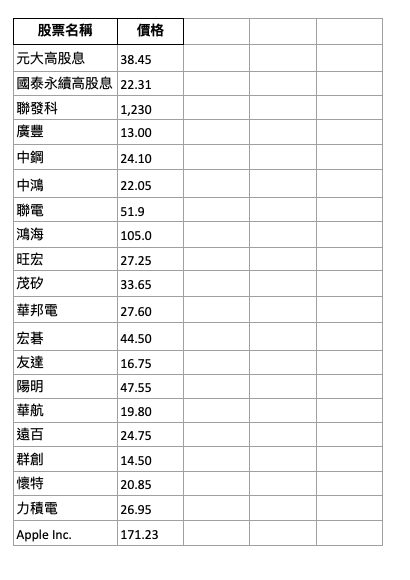 股票名稱 價格
元大高股息 38.45
國泰永續高股息 22.31
聯發科 1,230
廣豐 13.00
中鋼 24.10
中鴻 22.05
聯電 51.9
鴻海 105.0
旺宏 27.25
茂矽 33.65
華邦電 27.60
宏碁 44.50
友達 16.75
陽明 47.55
華航 19.80
遠百 24.75
群創 14.50
懷特 20.85
力積電 26.95
Apple Inc. 171.23